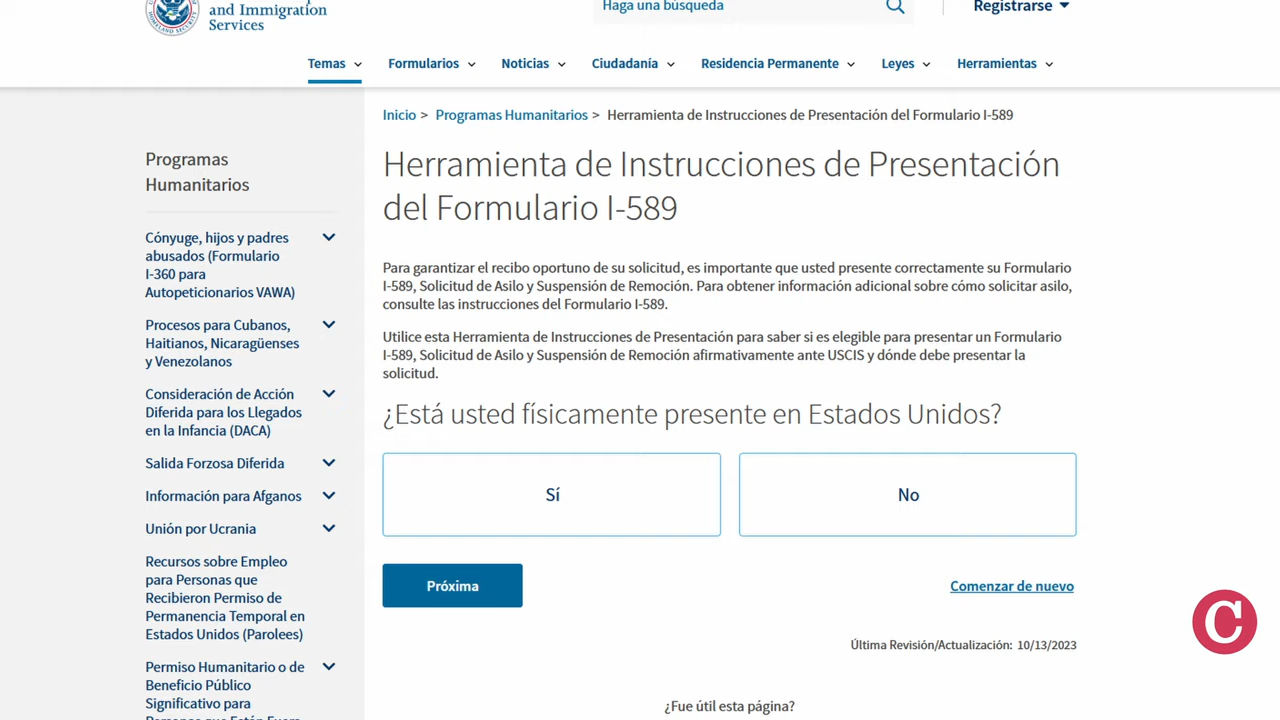 and Immigration
Services
Haga una búsqueda
Registrarse
Temas
Formularios
Noticias
Ciudadanía
Residencia Permanente
Leyes
Herramientas
Inicio > Programas Humanitarios > Herramienta de Instrucciones de Presentación del Formulario I-589
Programas
Humanitarios
Cónyuge, hijos y padres
abusados (Formulario
I-360 para
Autopeticionarios VAWA)
Procesos para Cubanos,
Haitianos, Nicaragüenses
y Venezolanos
Consideración de Acción
Diferida para los Llegados
en la Infancia (DACA)
Salida Forzosa Diferida
Información para Afganos
Unión por Ucrania
Recursos sobre Empleo
para Personas que
Recibieron Permiso de
Permanencia Temporal en
Estados Unidos (Parolees)
Permiso Humanitario o de
Beneficio Público
Significativo para
Herramienta de Instrucciones de Presentación
del Formulario I-589
Para garantizar el recibo oportuno de su solicitud, es importante que usted presente correctamente su Formulario
I-589, Solicitud de Asilo y Suspensión de Remoción. Para obtener información adicional sobre cómo solicitar asilo,
consulte las instrucciones del Formulario I-589.
Utilice esta Herramienta de Instrucciones de Presentación para saber si es elegible para presentar un Formulario
I-589, Solicitud de Asilo y Suspensión de Remoción afirmativamente ante USCIS y dónde debe presentar la
solicitud.
¿Está usted físicamente presente en Estados Unidos?
Sí
No
Próxima
Comenzar de nuevo
Última Revisión/Actualización: 10/13/2023
¿Fue útil esta página?
C